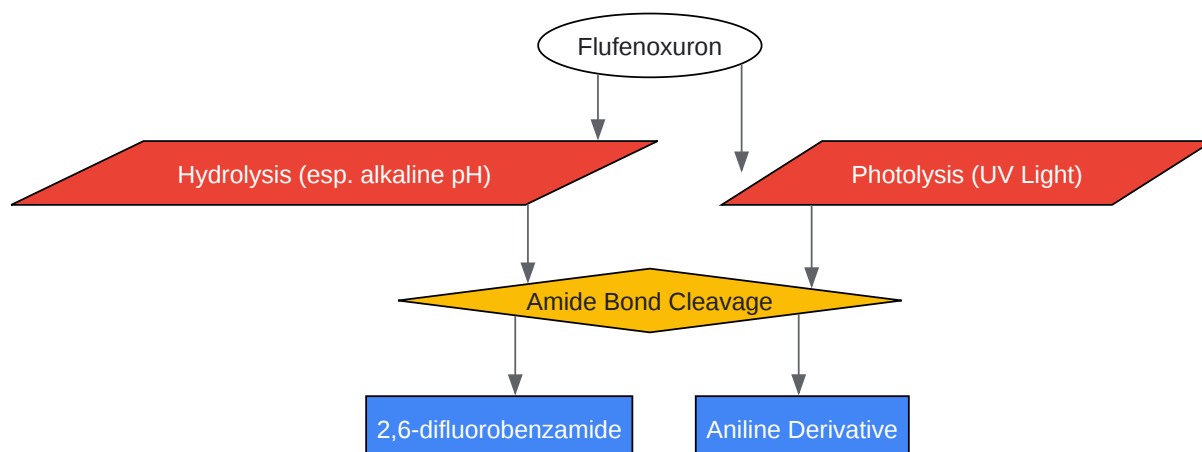 Flufenoxuron
Hydrolysis (esp. alkaline pH)
Photolysis (UV Light)
Amide Bond Cleavage
2,6-difluorobenzamide
Aniline Derivative